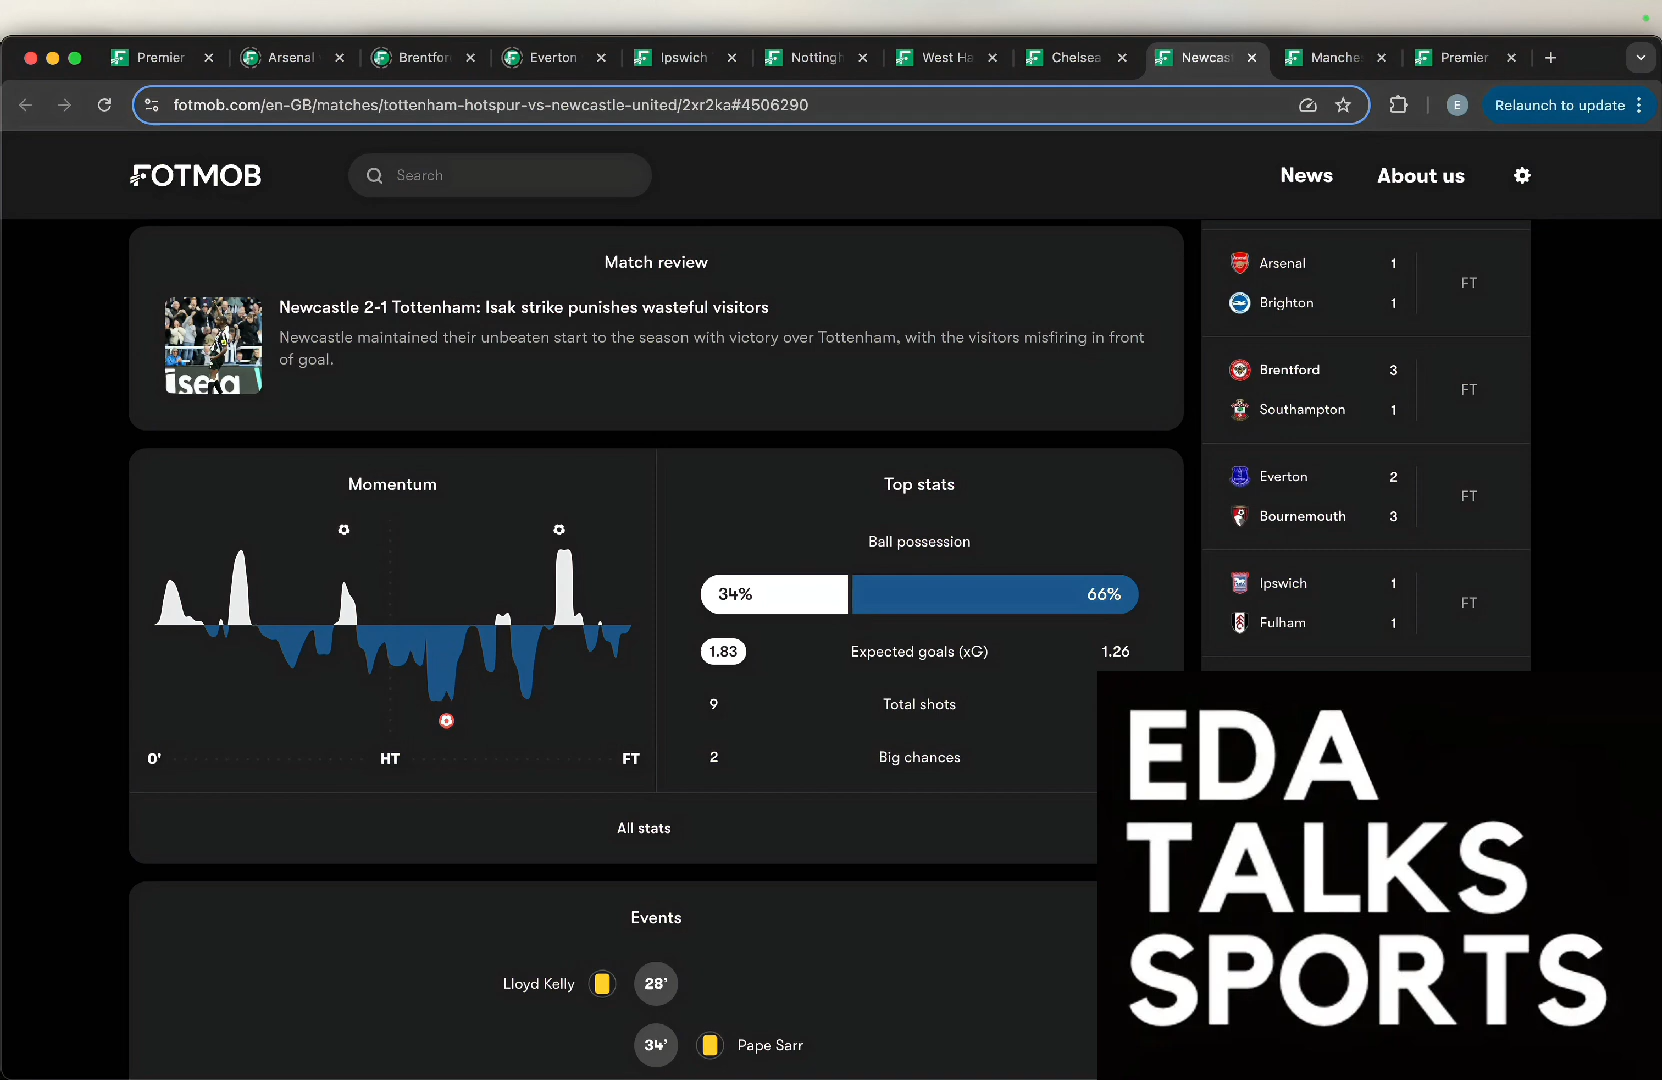 Premier
Arsenal
Brentfor
Everton
Ipswich
Nottingh
West Ha
Chelsea
Newcas
Manche
Premier
fotmob.com/en-GB/matches/tottenham-hotspur-vs-newcastle-united/2xr2ka#4506290
E
Relaunch to update
FOTMOB
Search
News
About us
Match review
Newcastle 2-1 Tottenham: Isak strike punishes wasteful visitors
Newcastle maintained their unbeaten start to the season with victory over Tottenham, with the visitors misfiring in front
of goal.
Momentum
0'
HT
FT
Top stats
Ball possession
34%
66%
1.83 Expected goals (xG) 1.26
9 Total shots
2 Big chances
All stats
Events
Lloyd Kelly 28'
34' Pape Sarr
Arsenal 1
Brighton 1
FT
Brentford 3
Southampton 1
FT
Everton 2
Bournemouth 3
FT
Ipswich 1
Fulham 1
FT
EDA
TALKS
SPORTS